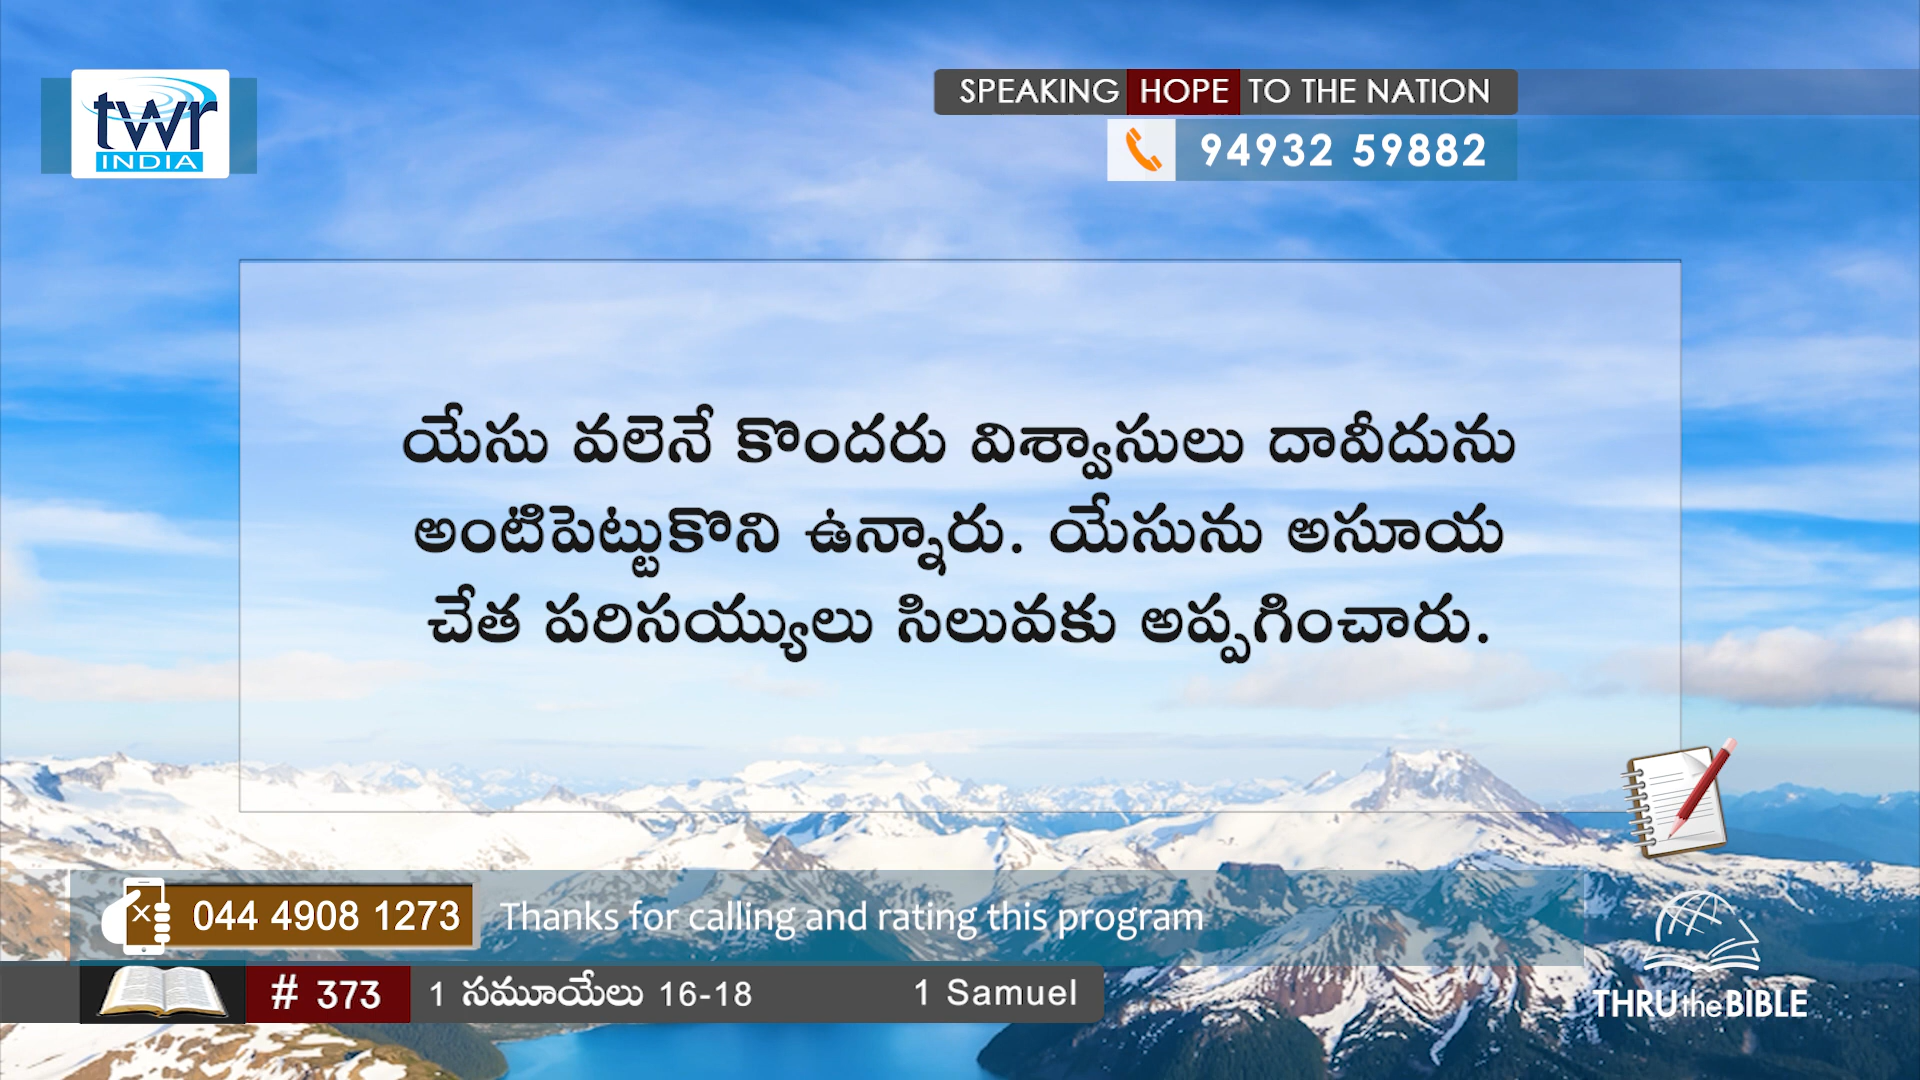 twr
INDIA
SPEAKING HOPE TO THE NATION
94932 59882
యేసు వలెనే కొందరు విశ్వాసులు దావీదును
అంటిపెట్టుకొని ఉన్నారు. యేసును అసూయ
చేత పరిసయ్యులు సిలువకు అప్పగించారు.
044 4908 1273 Thanks for calling and rating this program
# 373 1 సమూయేలు 16-18 1 Samuel
THRU the BIBLE